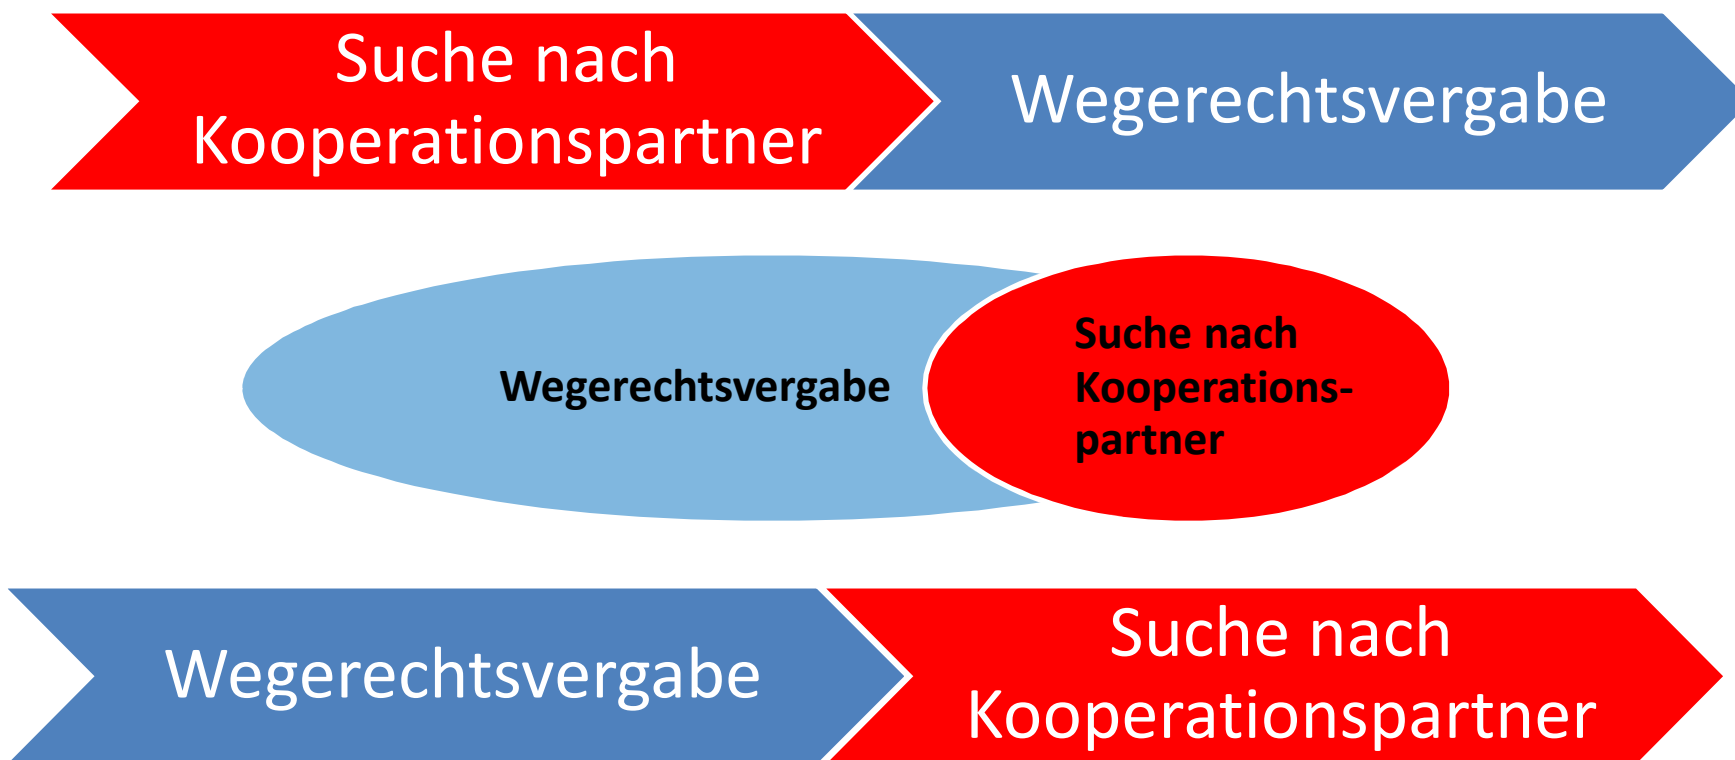 Suche nach
Kooperationspartner
Wegerechtsvergabe
Wegerechtsvergabe
Suche nach
Kooperations-
partner
Wegerechtsvergabe
Suche nach
Kooperationspartner